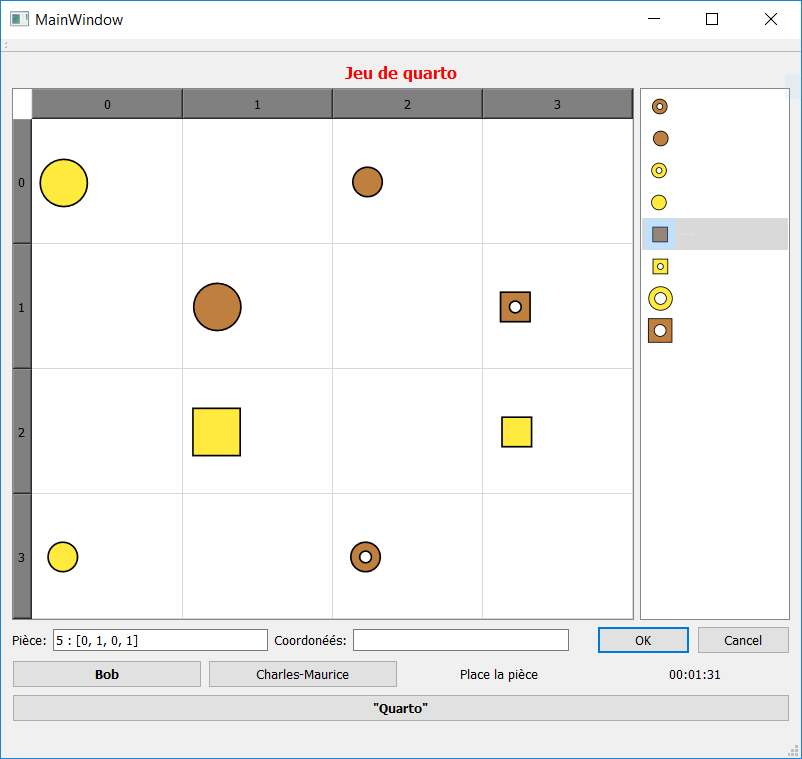 MainWindow
Jeu de quarto
0 1 2 3
0
1
2
3
Pièce: 5 : [0, 1, 0, 1] Coordonéés: OK Cancel
Bob Charles-Maurice Place la pièce 00:01:31
"Quarto"